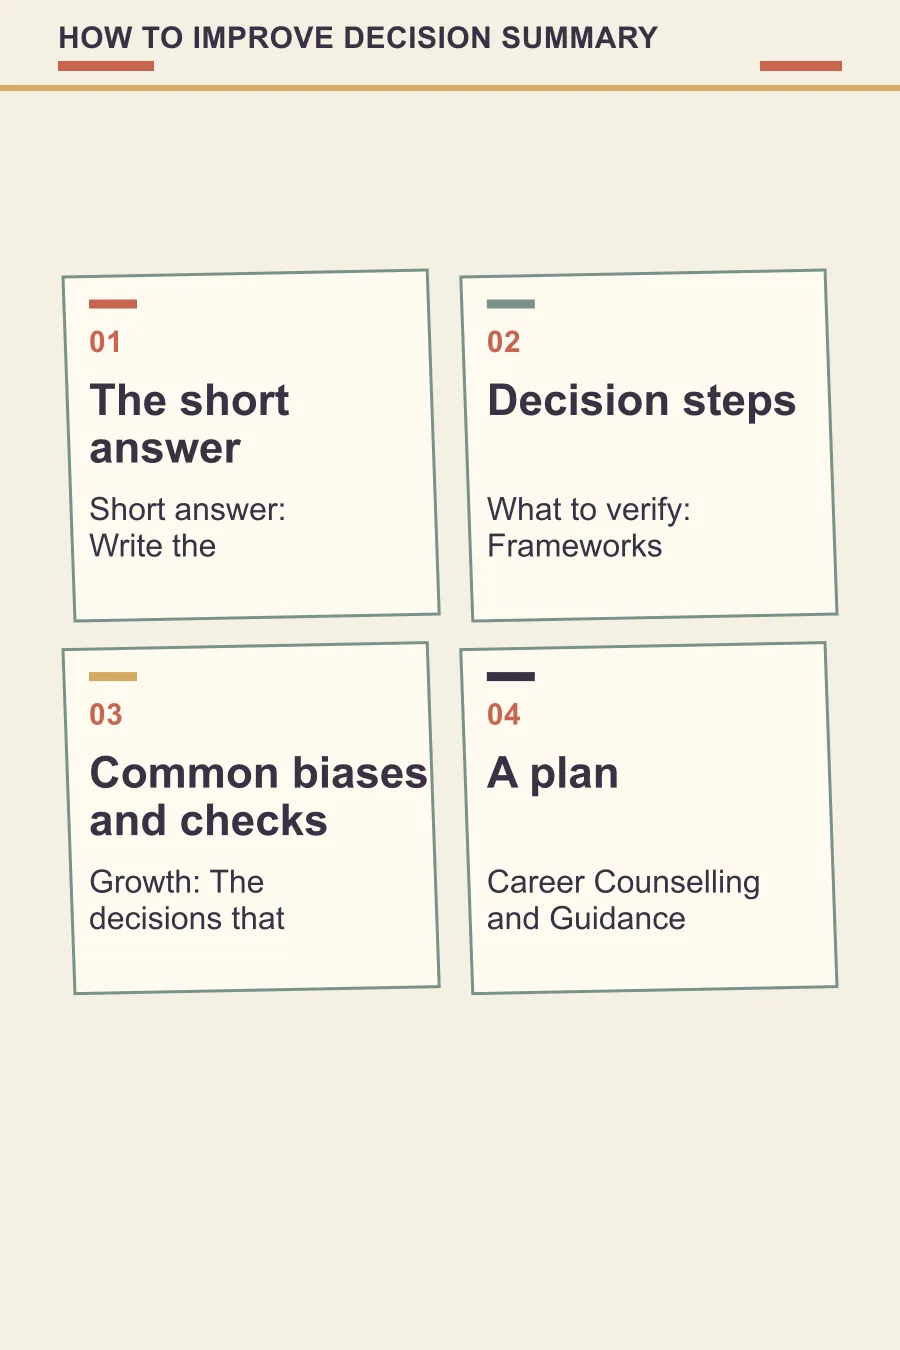 HOW TO IMPROVE DECISION SUMMARY
01
The short
answer
Short answer:
Write the
02
Decision steps
What to verify:
Frameworks
03
Common biases
and checks
Growth: The
decisions that
04
A plan
Career Counselling
and Guidance